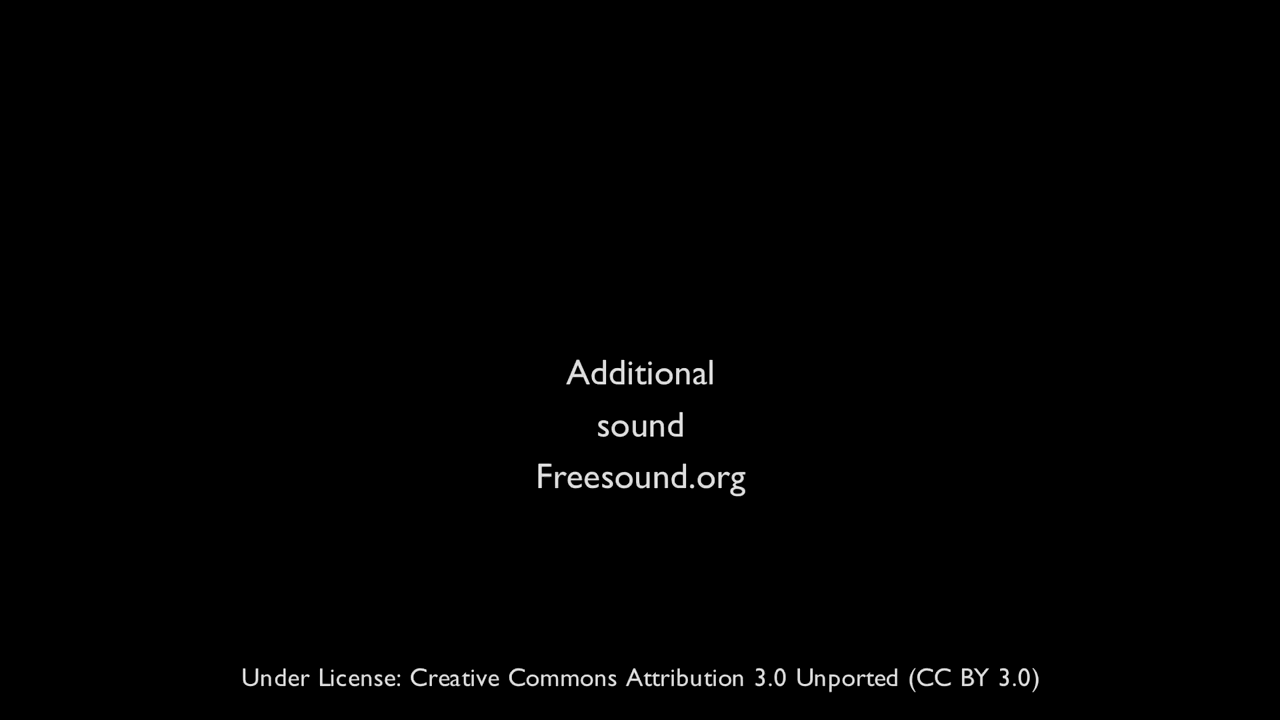 Additional
sound
Freesound.org
Under License: Creative Commons Attribution 3.0 Unported (CC BY 3.0)